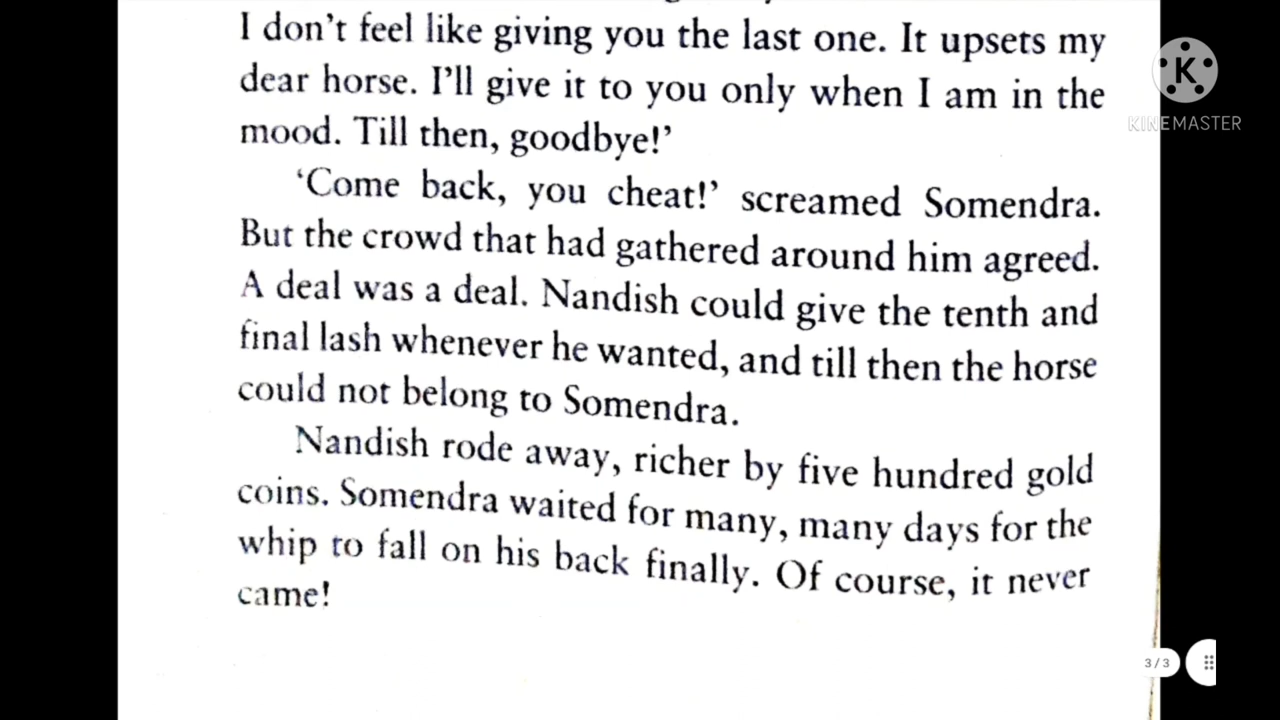 I don't feel like giving you the last one. It upsets my
dear horse. I'll give it to you only when I am in the
mood. Till then, goodbye!'
'Come back, you cheat!' screamed Somendra.
But the crowd that had gathered around him agreed.
A deal was a deal. Nandish could give the tenth and
final lash whenever he wanted, and till then the horse
could not belong to Somendra.
Nandish rode away, richer by five hundred gold
coins. Somendra waited for many, many days for the
whip to fall on his back finally. Of course, it never
came!
K
KINEMASTER
3/3